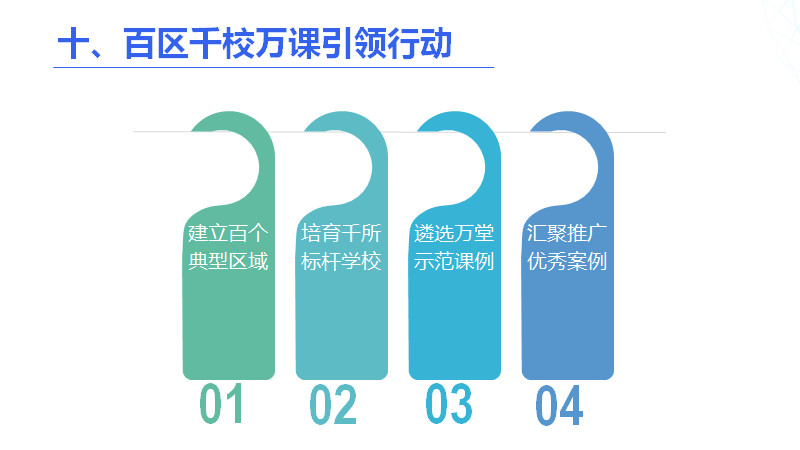 十、百区千校万课引领行动
建立百个
典型区域
培育千所
标杆学校
遴选万堂
示范课例
汇聚推广
优秀案例
01
02
03
04